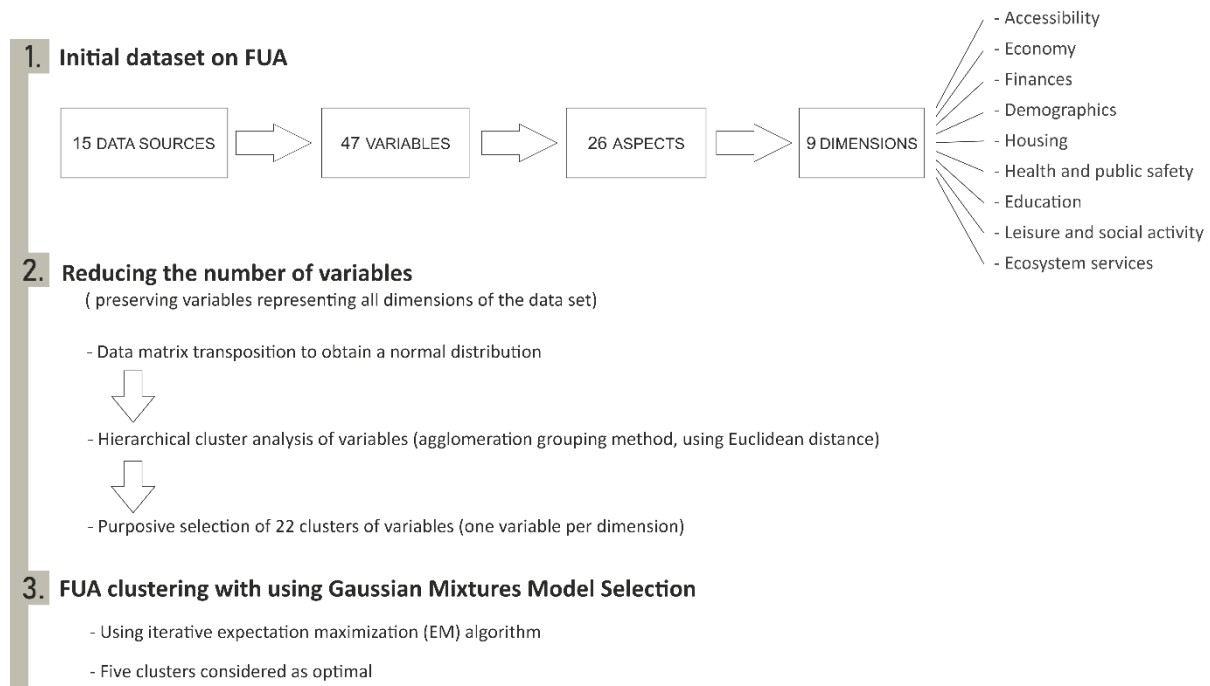 1. Initial dataset on FUA
15 DATA SOURCES
47 VARIABLES
26 ASPECTS
9 DIMENSIONS
- Accessibility
- Economy
- Finances
- Demographics
- Housing
- Health and public safety
- Education
- Leisure and social activity
- Ecosystem services
2. Reducing the number of variables
( preserving variables representing all dimensions of the data set)
- Data matrix transposition to obtain a normal distribution
- Hierarchical cluster analysis of variables (agglomeration grouping method, using Euclidean distance)
- Purposive selection of 22 clusters of variables (one variable per dimension)
3. FUA clustering with using Gaussian Mixtures Model Selection
- Using iterative expectation maximization (EM) algorithm
- Five clusters considered as optimal